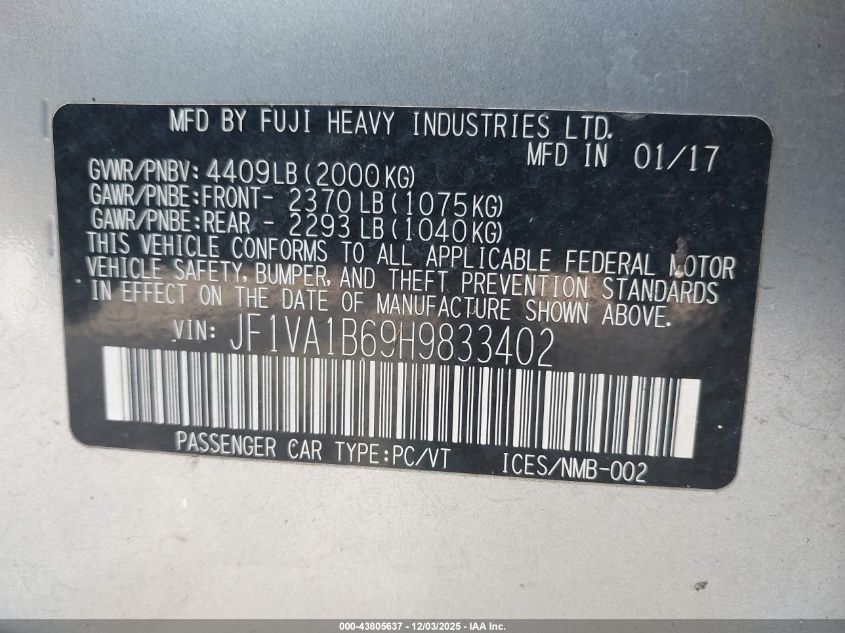 MFD BY FUJI HEAVY INDUSTRIES LTD.
MFD IN 01/17
GVWR/PNBV: 4409LB (2000KG)
GAWR/PNBE:FRONT- 2370 LB (1075KG)
GAWR/PNBE:REAR - 2293 LB (1040KG)
THIS VEHICLE CONFORMS TO ALL APPLICABLE FEDERAL MOTOR
VEHICLE SAFETY, BUMPER, AND THEFT PREVENTION STANDARDS
IN EFFECT ON THE DATE OF MANUFACTURE SHOWN ABOVE.
VIN: JF1VA1B69H9833402
PASSENGER CAR TYPE:PC/VT ICES/NMB-002
000-43805637 - 12/03/2025 - IAA Inc.